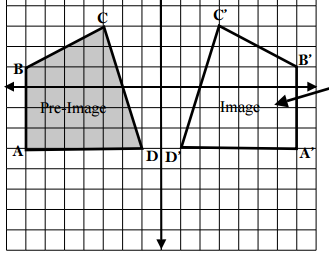 C C'
B B'
Pre-Image Image
A D D' A'